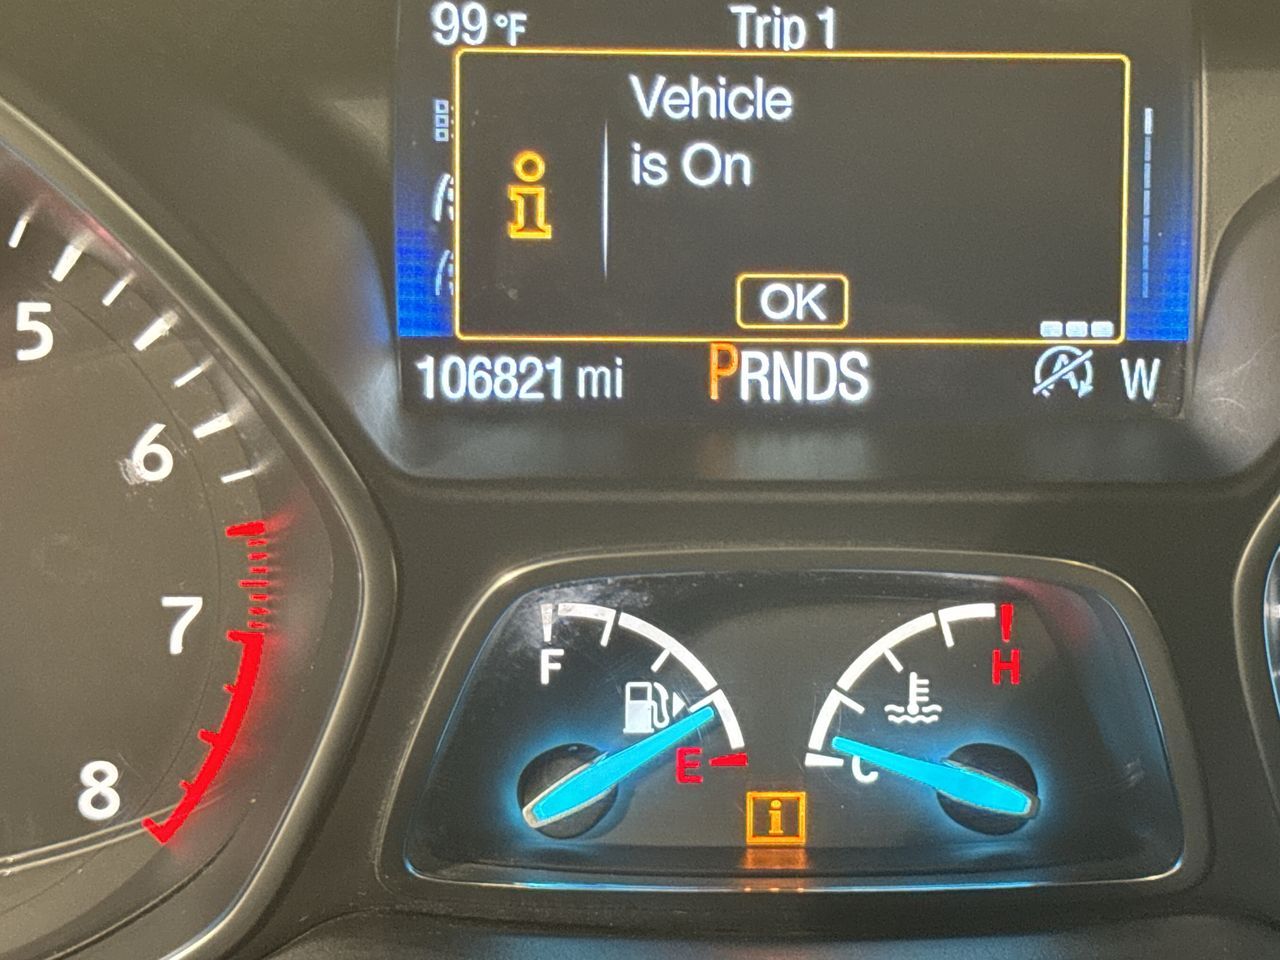 99°F Trip 1
Vehicle
is On
OK
106821 mi PRNDS A W
5
6
7
8
F
E
H
C
i